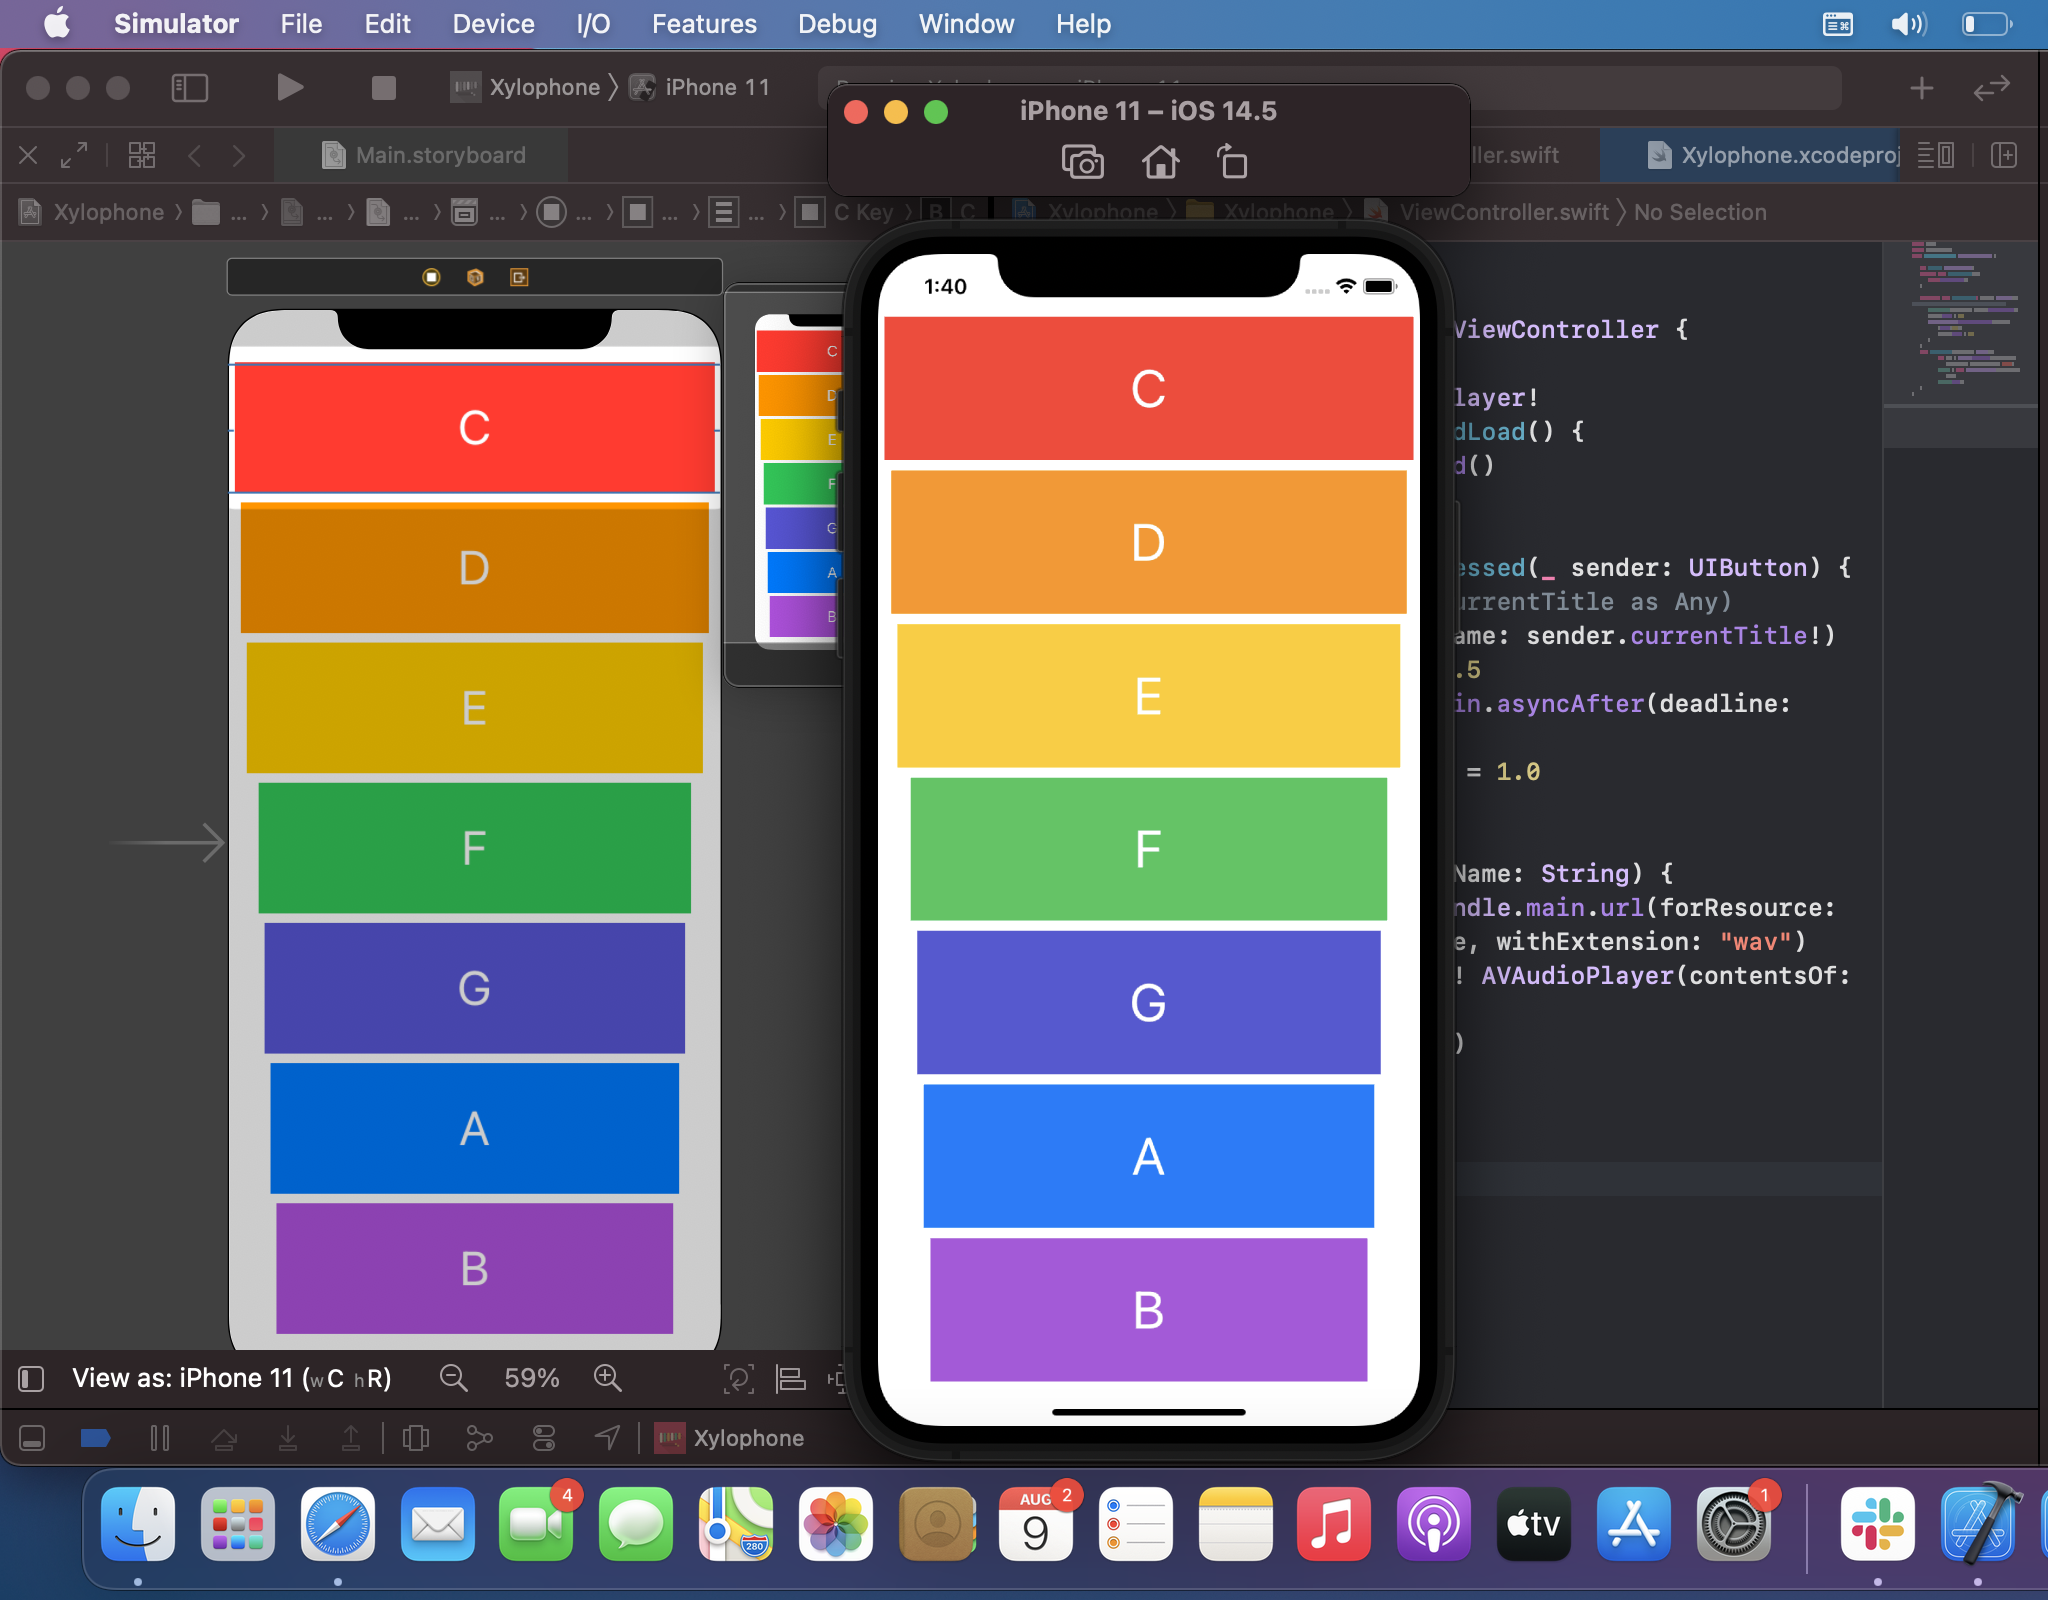 Simulator File Edit Device I/O Features Debug Window Help
Xylophone iPhone 11
iPhone 11 – iOS 14.5
Main.storyboard
ller.swift
Xylophone.xcodeproj
Xylophone ... ... ... ... ... ... ... C Key B C
Xylophone Xylophone ViewController.swift No Selection
C
D
E
F
G
A
B
C
D
E
F
G
A
B
1:40
C
D
E
F
G
A
B
ViewController {
layer!
dLoad() {
d()
essed(_ sender: UIButton) {
urrentTitle as Any)
ame: sender.currentTitle!)
.5
in.asyncAfter(deadline:
= 1.0
Name: String) {
ndle.main.url(forResource:
e, withExtension: "wav")
! AVAudioPlayer(contentsOf:
)
View as: iPhone 11 (wC hR) 59%
Xylophone
4
AUG 2
9
280
tv
1